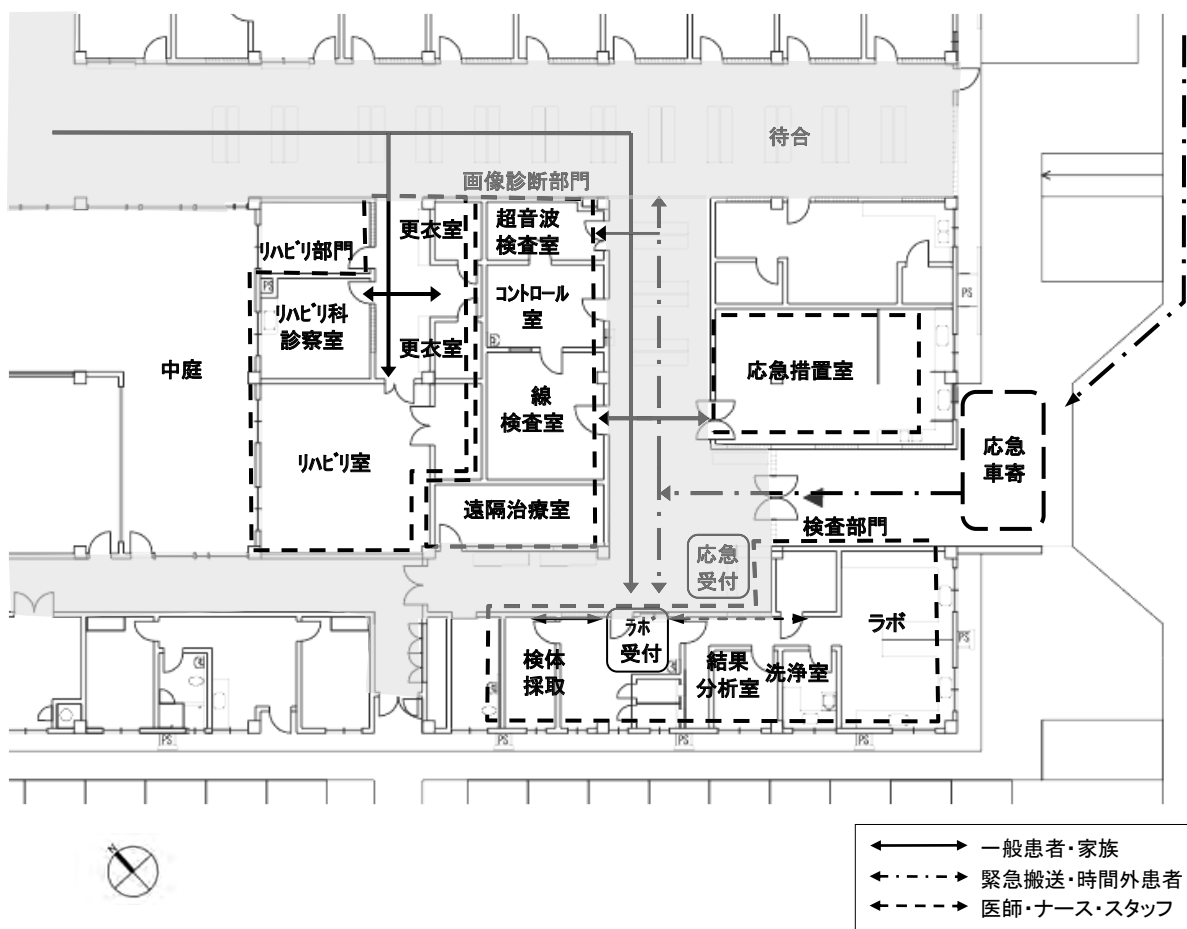 待合
画像診断部門
更衣室
超音波
検査室
リハビリ部門
PS
コントロール
室
リハビリ科
診察室
PS
更衣室
応急措置室
中庭
線
検査室
応急
車寄
リハビリ室
遠隔治療室
検査部門
応急
受付
ラボ
ラボ
受付
PS
検体
採取
結果
分析室
洗浄室
PS
PS
PS
N
一般患者・家族
緊急搬送・時間外患者
医師・ナース・スタッフ